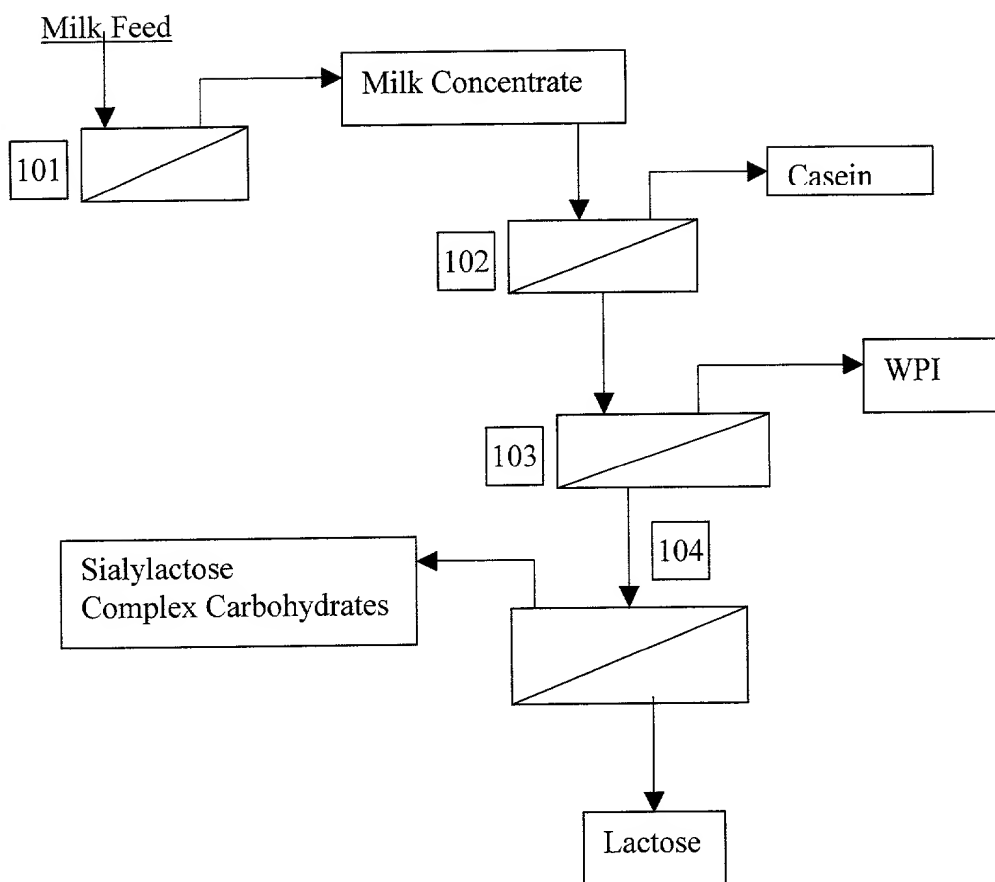 Milk Feed
Milk Concentrate
101
Casein
102
WPI
103
104
Sialylactose
Complex Carbohydrates
Lactose